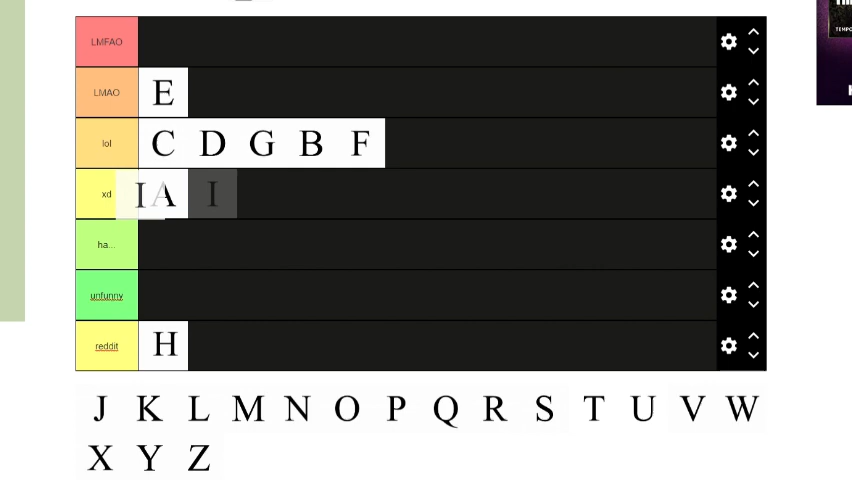 LMFAO
LMAO E
lol C D G B F
xd I A I
ha...
unfunny
reddit H
J K L M N O P Q R S T U V W
X Y Z